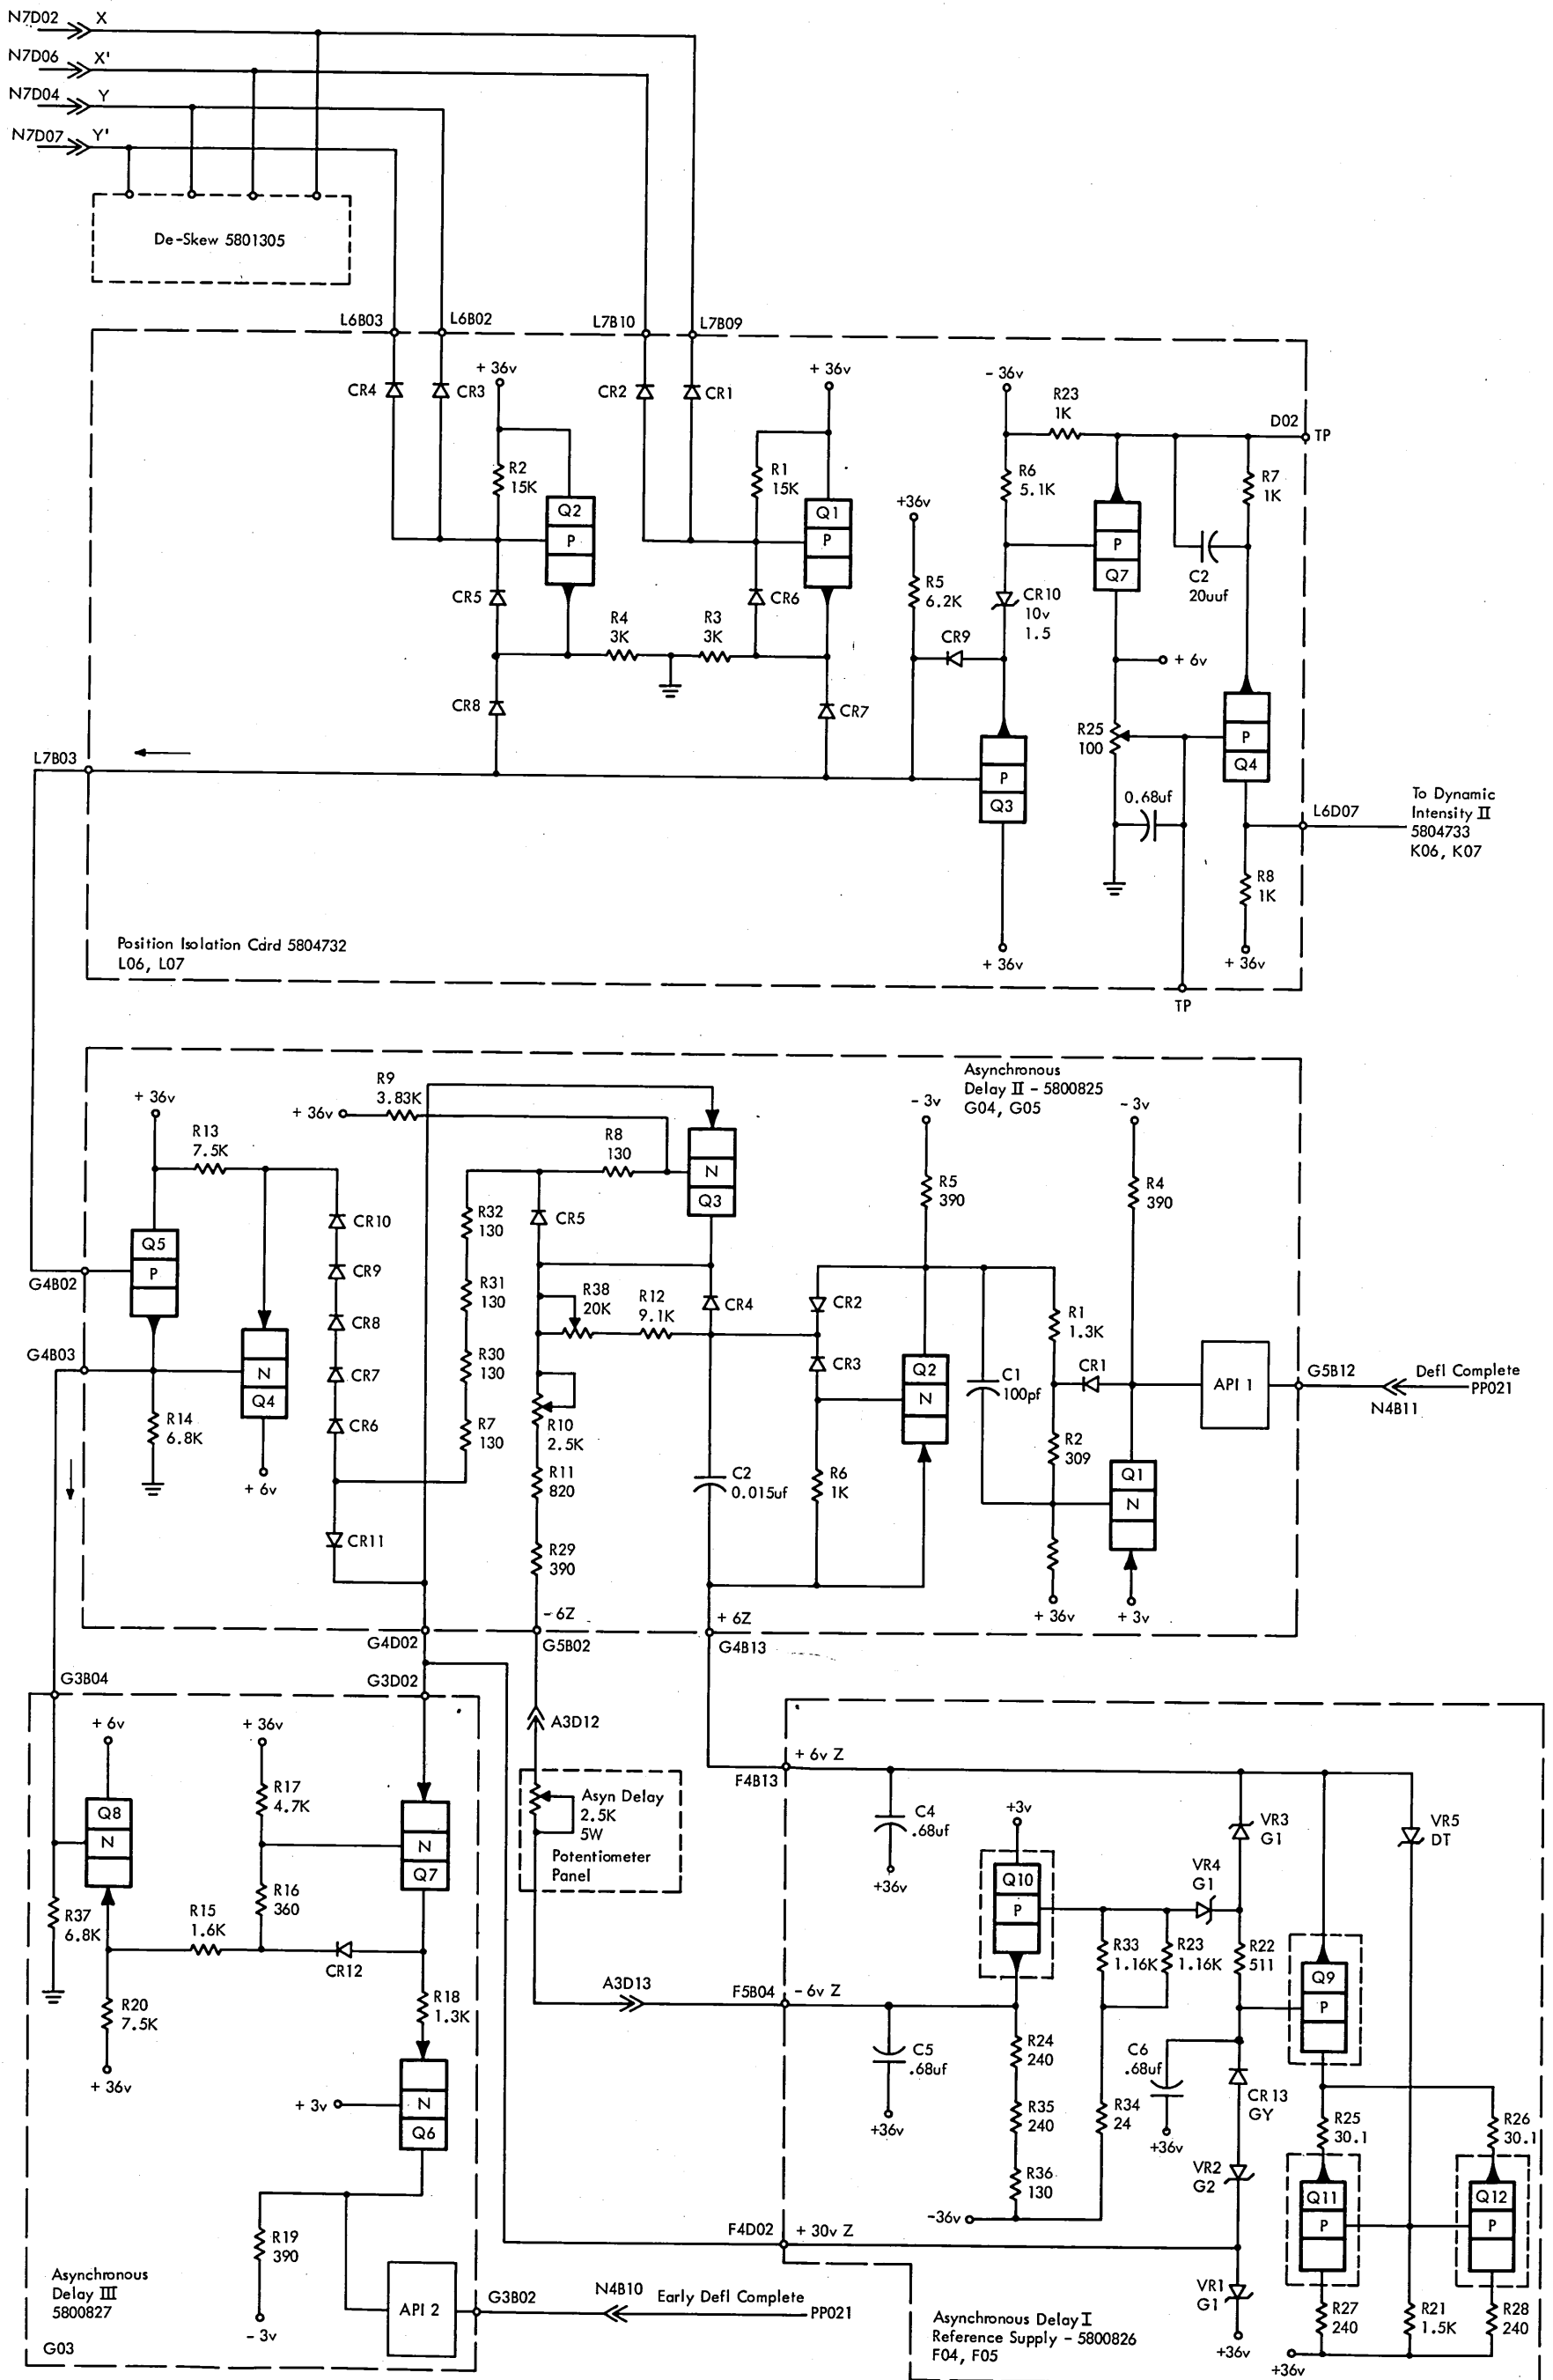 N7D02 X
N7D06 X'
N7D04 Y
N7D07 Y'
De-Skew 5801305
L6B03
L6B02
L7B10
L7B09
CR4
CR3
+ 36v
CR2
CR1
+ 36v
- 36v
R23
1K
D02
TP
R2
15K
R1
15K
R6
5.1K
R7
1K
+36v
Q2
P
Q1
P
P
Q7
C2
20uuf
CR5
R4
3K
R3
3K
CR6
R5
6.2K
CR10
10v
1.5
CR9
+ 6v
CR8
CR7
R25
100
P
Q4
L7B03
P
Q3
0.68uf
L6D07
To Dynamic
Intensity II
5804733
K06, K07
R8
1K
Position Isolation Card 5804732
L06, L07
+ 36v
+ 36v
TP
Asynchronous
Delay II - 5800825
G04, G05
R9
3.83K
+ 36v
+ 36v
- 3v
- 3v
R13
7.5K
R8
130
N
Q3
R5
390
R4
390
R32
130
CR5
CR10
Q5
P
G4B02
CR9
R31
130
R38
20K
R12
9.1K
CR4
CR2
CR8
R1
1.3K
G4B03
N
Q4
CR7
R30
130
CR3
Q2
N
C1
100pf
CR1
API 1
G5B12
Defl Complete
PP021
N4B11
R14
6.8K
CR6
R7
130
R10
2.5K
R2
309
+ 6v
R11
820
C2
0.015uf
R6
1K
Q1
N
CR11
R29
390
- 6Z
+ 6Z
+ 36v
+ 3v
G4D02
G5B02
G4B13
G3B04
G3D02
A3D12
+ 6v
+ 36v
+ 6v Z
F4B13
R17
4.7K
Asyn Delay
2.5K
5W
Potentiometer
Panel
C4
.68uf
+3v
VR3
G1
VR5
DT
Q8
N
N
Q7
VR4
G1
Q10
P
+36v
R16
360
R37
6.8K
R15
1.6K
R33
1.16K
R23
1.16K
R22
511
CR12
A3D13
F5B04
- 6v Z
Q9
P
R20
7.5K
R18
1.3K
C5
.68uf
R24
240
C6
.68uf
+ 36v
+ 3v
N
Q6
+36v
R35
240
R34
24
CR13
GY
+36v
R25
30.1
R26
30.1
R36
130
VR2
G2
Q11
P
Q12
P
-36v
F4D02
+ 30v Z
R19
390
Asynchronous
Delay III
5800827
API 2
G3B02
N4B10
Early Defl Complete
PP021
VR1
G1
R27
240
R21
1.5K
R28
240
- 3v
G03
Asynchronous Delay I
Reference Supply - 5800826
F04, F05
+36v
+36v